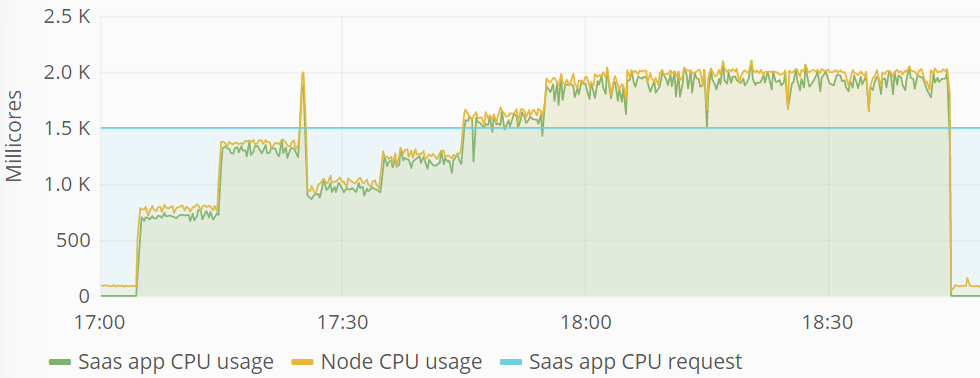 2.5 K
2.0 K
1.5 K
1.0 K
500
0
Millicores
17:00 17:30 18:00 18:30
Saas app CPU usage Node CPU usage Saas app CPU request